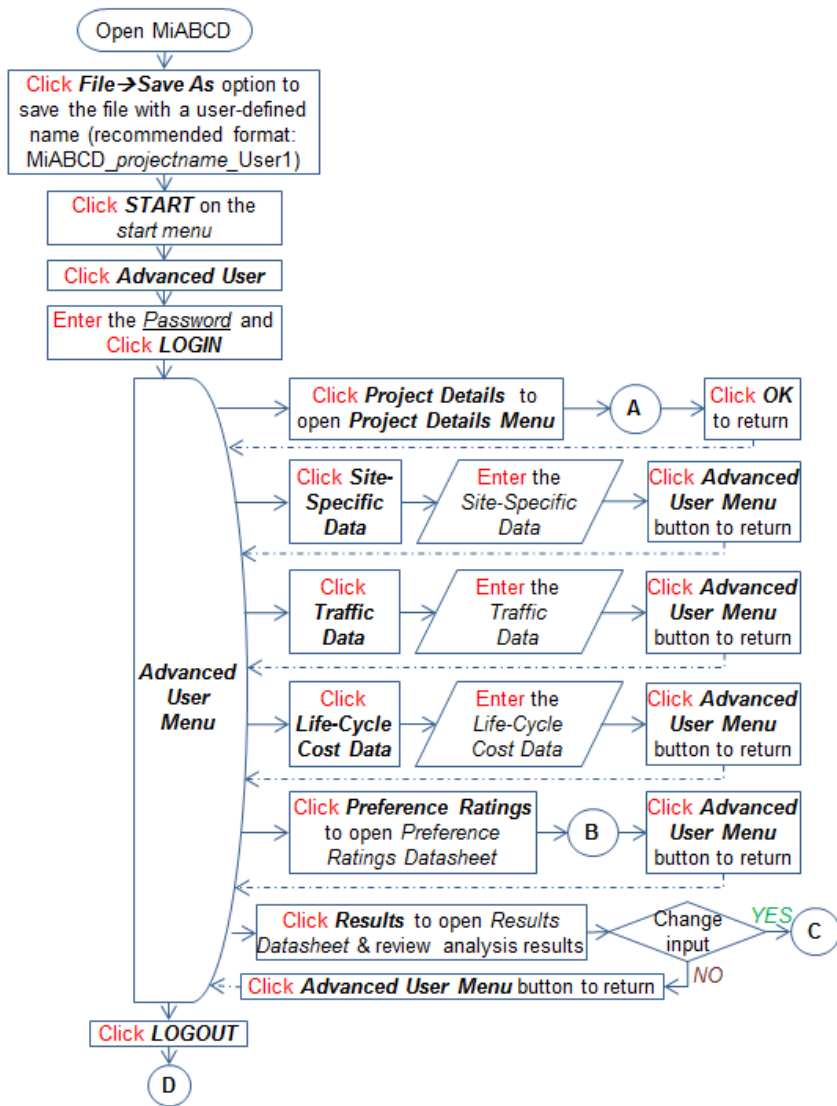 Open MiABCD
Click File→Save As option to
save the file with a user-defined
name (recommended format:
MiABCD_projectname_User1)
Click START on the
start menu
Click Advanced User
Enter the Password and
Click LOGIN
Advanced
User
Menu
Click Project Details to
open Project Details Menu
A
Click OK
to return
Click Site-
Specific
Data
Enter the
Site-Specific
Data
Click Advanced
User Menu
button to return
Click
Traffic
Data
Enter the
Traffic
Data
Click Advanced
User Menu
button to return
Click
Life-Cycle
Cost Data
Enter the
Life-Cycle
Cost Data
Click Advanced
User Menu
button to return
Click Preference Ratings
to open Preference
Ratings Datasheet
B
Click Advanced
User Menu
button to return
Click Results to open Results
Datasheet & review analysis results
Change
input
YES
C
NO
Click Advanced User Menu button to return
Click LOGOUT
D